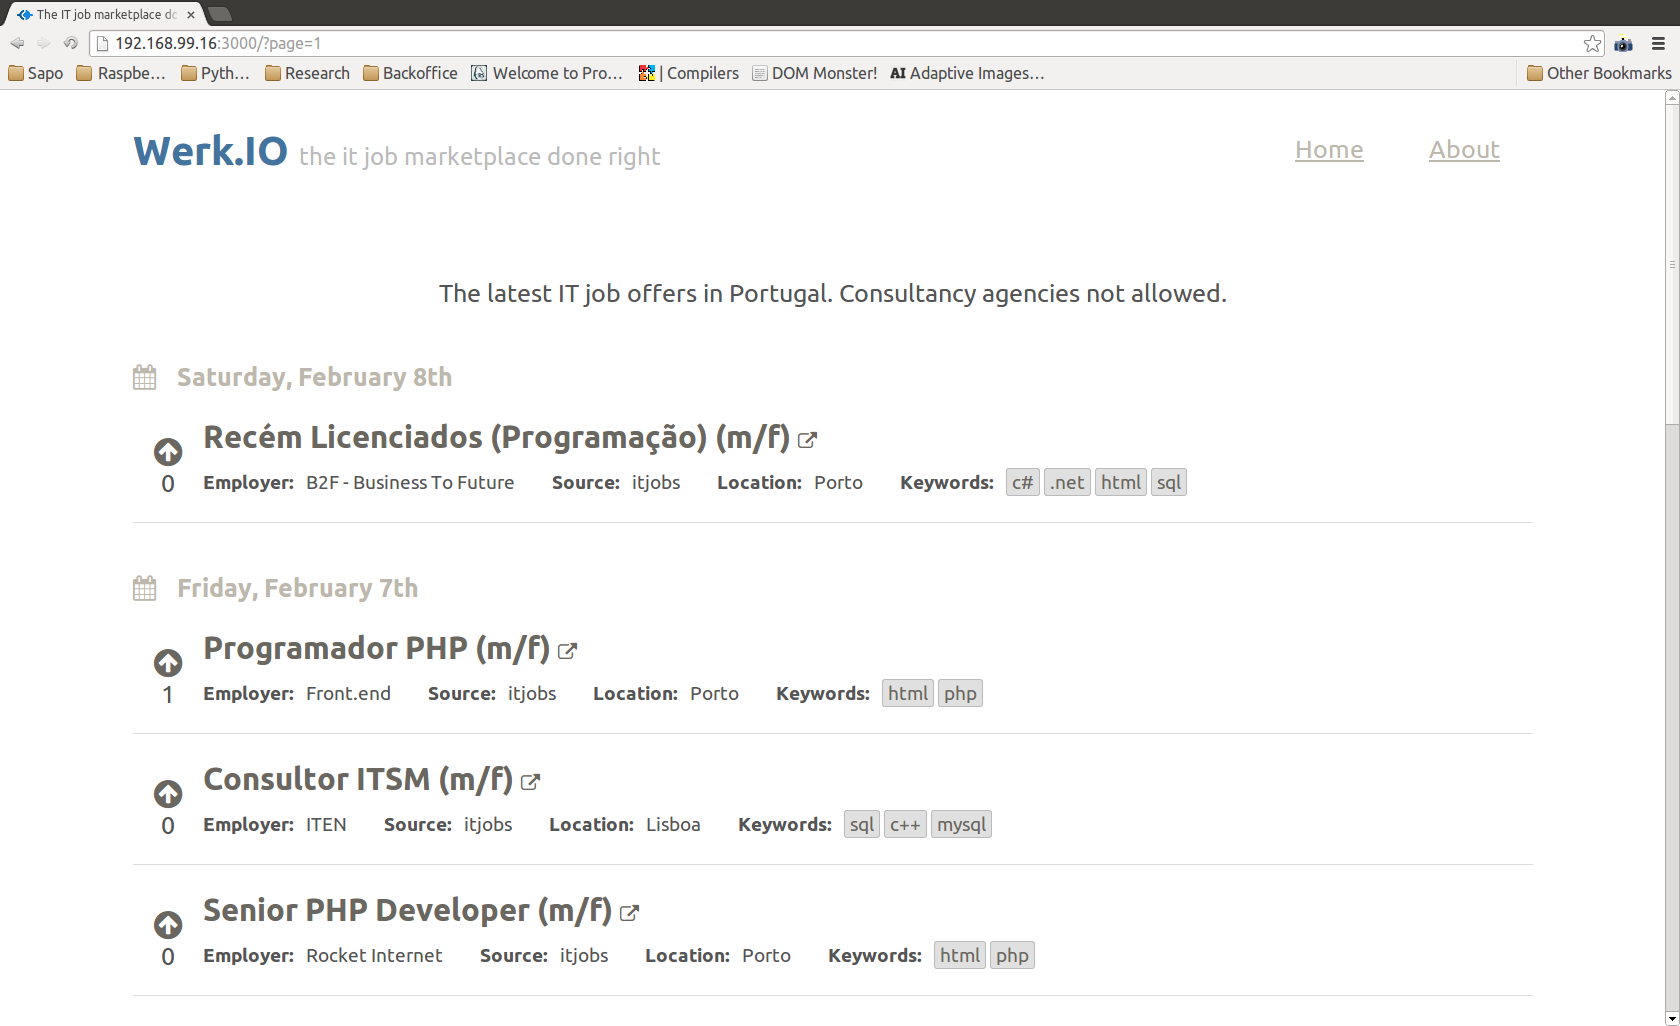 The IT job marketplace do
192.168.99.16:3000/?page=1
Sapo Raspbe... Pyth... Research Backoffice Welcome to Pro... | Compilers DOM Monster! AI Adaptive Images... Other Bookmarks
Werk.IO the it job marketplace done right Home About
The latest IT job offers in Portugal. Consultancy agencies not allowed.
Saturday, February 8th
Recém Licenciados (Programação) (m/f)
0 Employer: B2F - Business To Future Source: itjobs Location: Porto Keywords: c# .net html sql
Friday, February 7th
Programador PHP (m/f)
1 Employer: Front.end Source: itjobs Location: Porto Keywords: html php
Consultor ITSM (m/f)
0 Employer: ITEN Source: itjobs Location: Lisboa Keywords: sql c++ mysql
Senior PHP Developer (m/f)
0 Employer: Rocket Internet Source: itjobs Location: Porto Keywords: html php